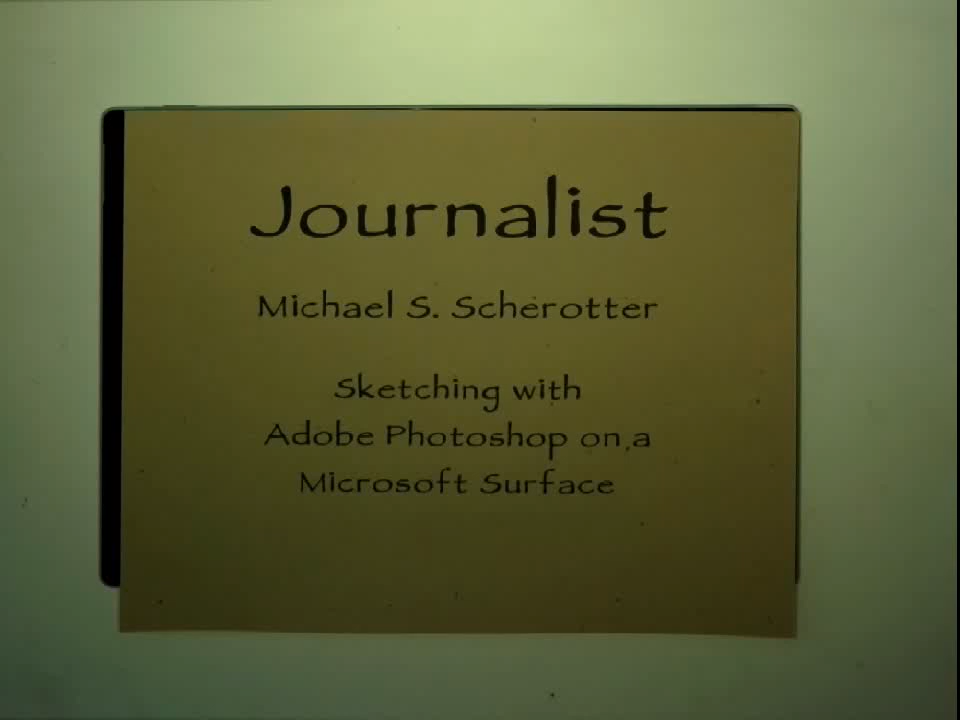 Journalist
Michael S. Scherotter
Sketching with
Adobe Photoshop on a
Microsoft Surface